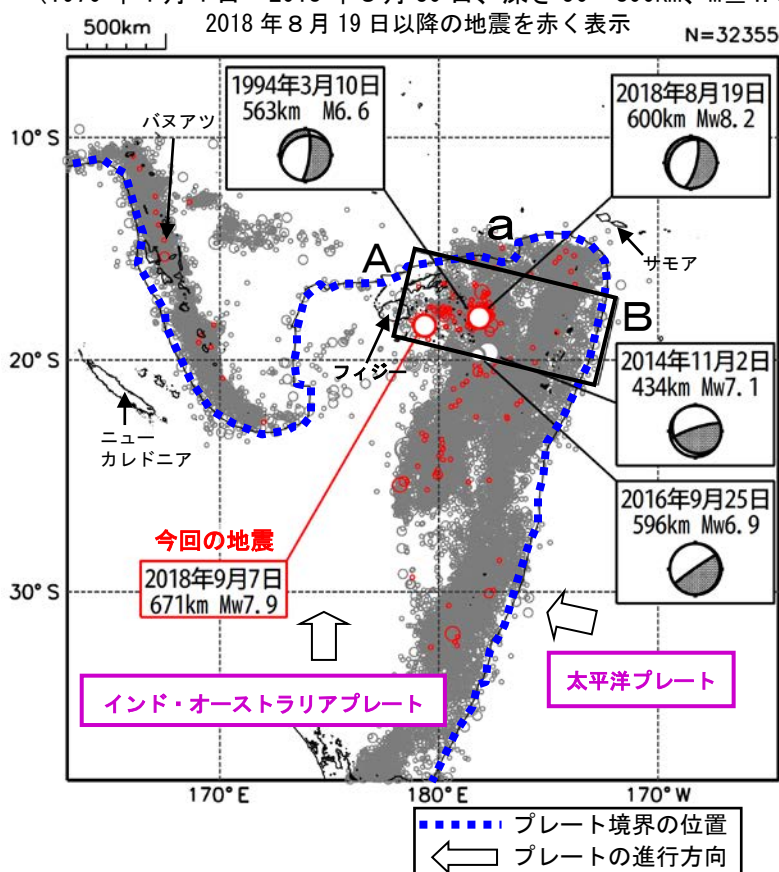 2018 年８月 19 日以降の地震を赤く表示
500km
N=32355
1994年3月10日
563km M6.6
2018年8月19日
600km Mw8.2
バヌアツ
10°S
a
サモア
A
B
20°S
フィジー
2014年11月2日
434km Mw7.1
ニュー
カレドニア
2016年9月25日
596km Mw6.9
今回の地震
2018年9月7日
671km Mw7.9
30°S
太平洋プレート
インド・オーストラリアプレート
170°E
180°E
170°W
プレート境界の位置
プレートの進行方向